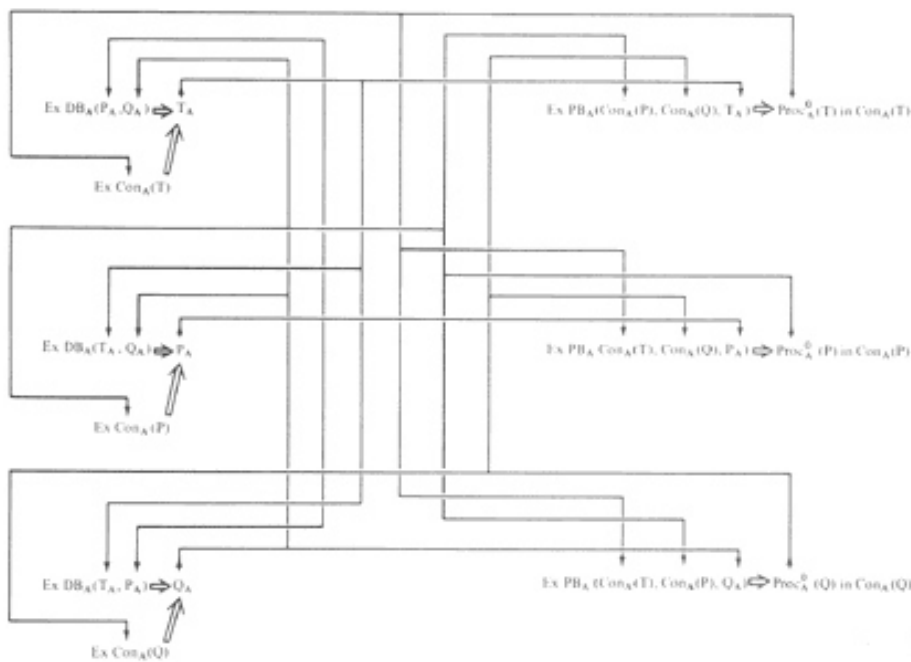 Ex DB_A(P_A, Q_A) ⇨ T_A    Ex PB_A(Con_A(P), Con_A(Q), T_A) ⇨ Proc_A^0(T) in Con_A(T)
Ex Con_A(T)
Ex DB_A(T_A, Q_A) ⇨ P_A    Ex PB_A Con_A(T), Con_A(Q), P_A) ⇨ Proc_A^0(P) in Con_A(P)
Ex Con_A(P)
Ex DB_A(T_A, P_A) ⇨ Q_A    Ex PB_A(Con_A(T), Con_A(P), Q_A) ⇨ Proc_A^0(Q) in Con_A(Q)
Ex Con_A(Q)